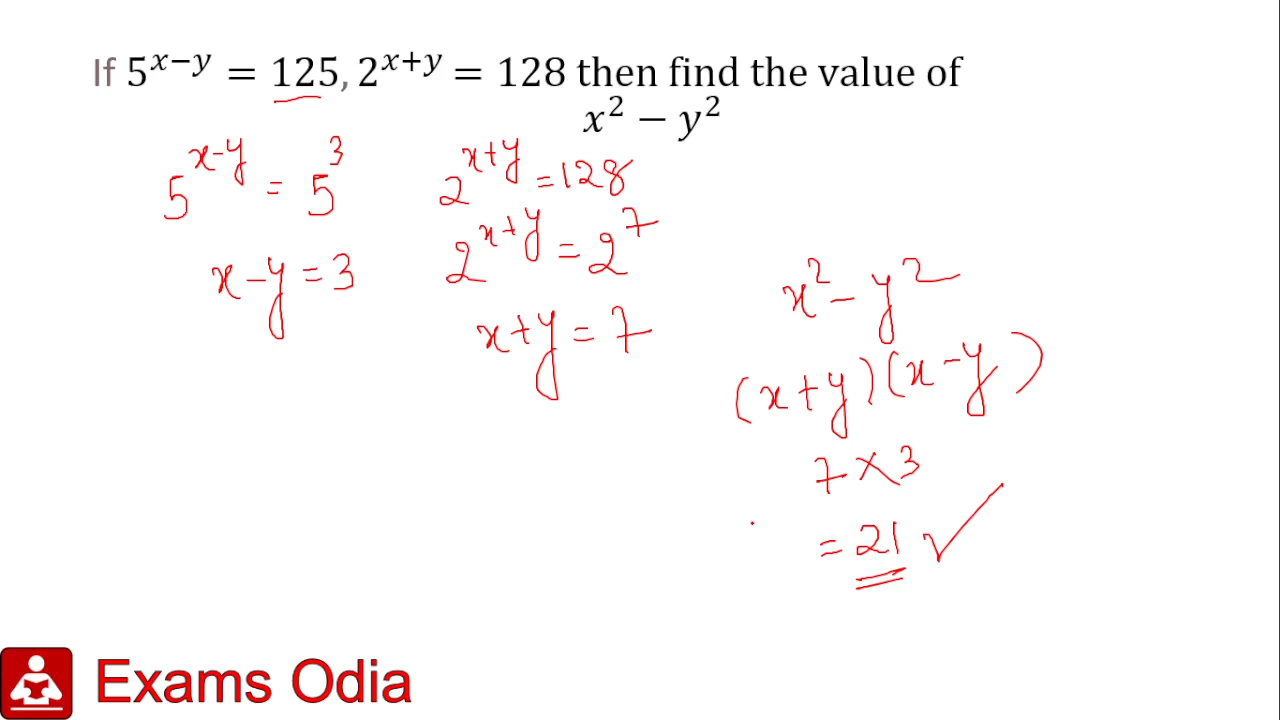 If 5^{x−y} = 125, 2^{x+y} = 128 then find the value of
x² − y²
5^{x-y} = 5^3
x-y = 3
2^{x+y} = 128
2^{x+y} = 2^7
x+y = 7
x² - y²
(x+y)(x-y)
7 × 3
= 21 ✓
Exams Odia